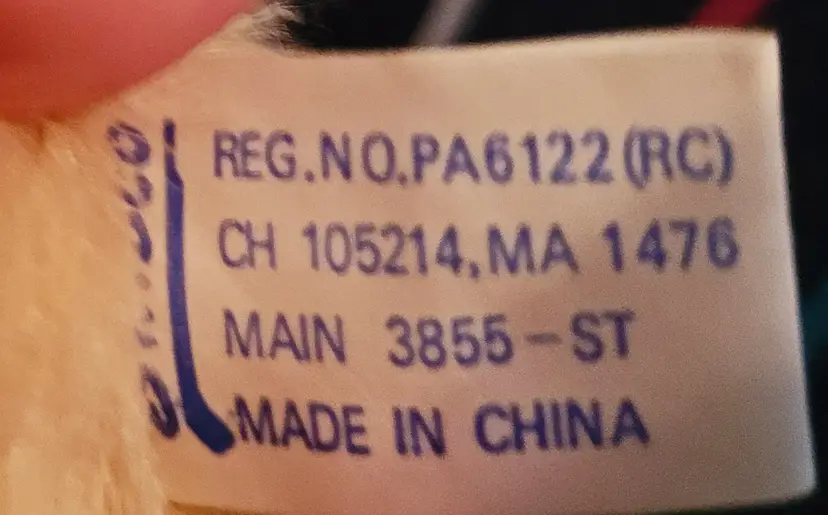 REG.NO.PA6122(RC)
CH 105214,MA 1476
MAIN 3855-ST
MADE IN CHINA